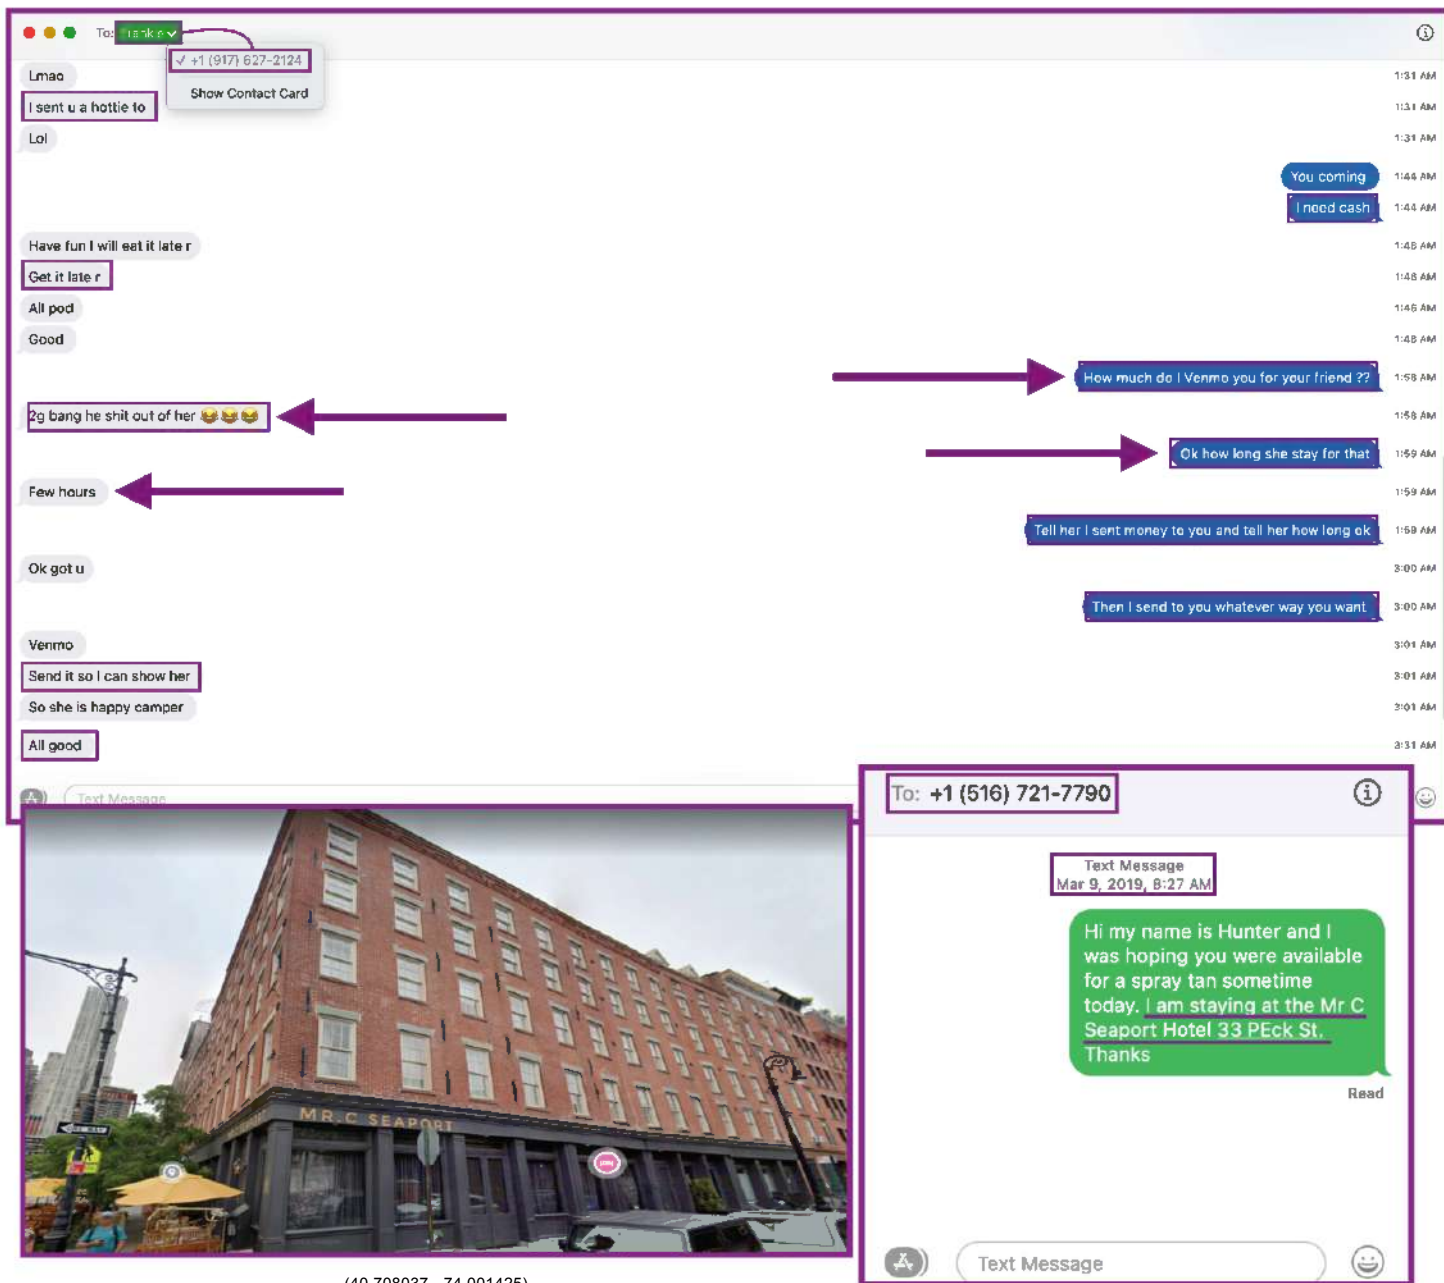 To: Frankie
+1 (917) 627-2124
Show Contact Card
Lmao 1:31 AM
I sent u a hottie to 1:31 AM
Lol 1:31 AM
You coming 1:44 AM
I need cash 1:44 AM
Have fun I will eat it late r 1:48 AM
Get it late r 1:48 AM
All pod 1:48 AM
Good 1:48 AM
How much do I Venmo you for your friend ?? 1:58 AM
2g bang he shit out of her 😂😂😂 1:58 AM
Ok how long she stay for that 1:59 AM
Few hours 1:59 AM
Tell her I sent money to you and tell her how long ok 1:59 AM
Ok got u 3:00 AM
Then I send to you whatever way you want 3:00 AM
Venmo 3:01 AM
Send it so I can show her 3:01 AM
So she is happy camper 3:01 AM
All good 3:31 AM
Text Message
MR. C SEAPORT
To: +1 (516) 721-7790
Text Message
Mar 9, 2019, 8:27 AM
Hi my name is Hunter and I
was hoping you were available
for a spray tan sometime
today. I am staying at the Mr C
Seaport Hotel 33 PEck St.
Thanks
Read
Text Message